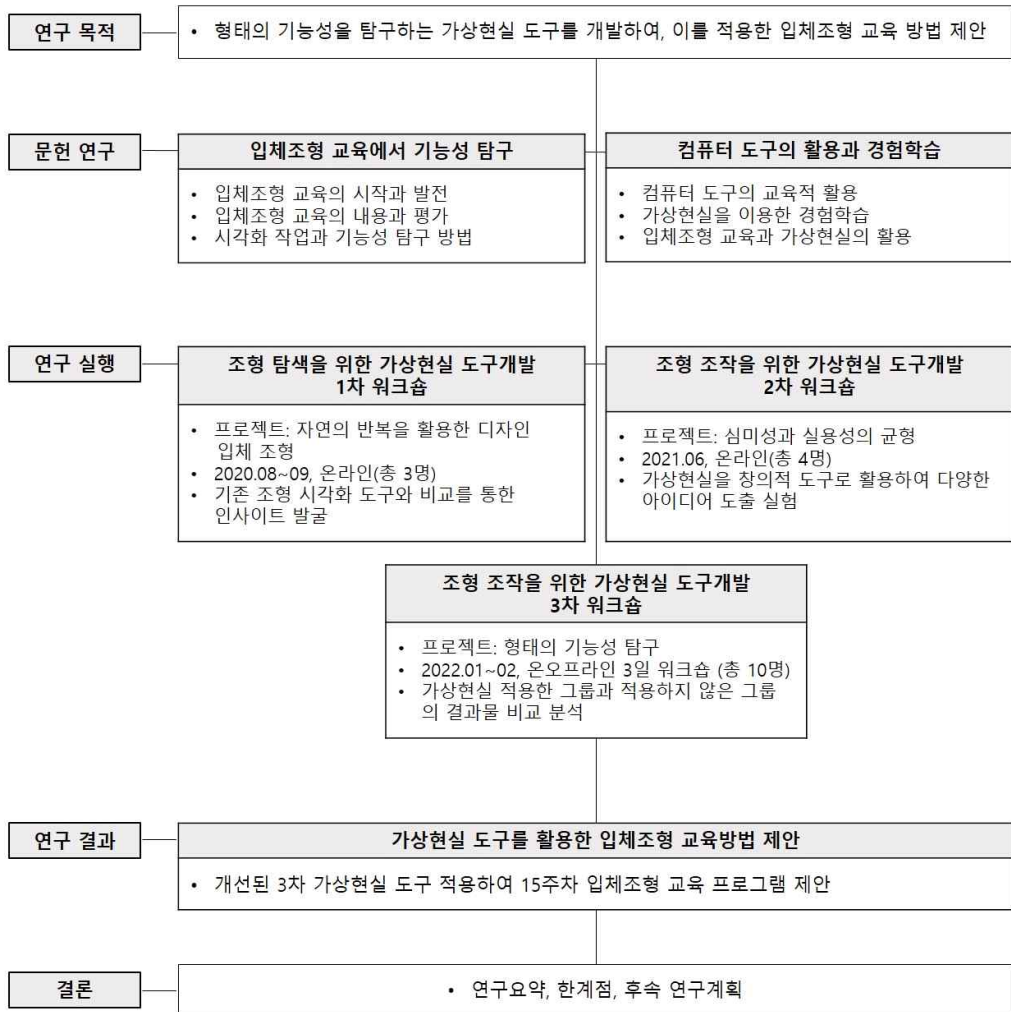 연구 목적
• 형태의 기능성을 탐구하는 가상현실 도구를 개발하여, 이를 적용한 입체조형 교육 방법 제안
문헌 연구
입체조형 교육에서 기능성 탐구
• 입체조형 교육의 시작과 발전
• 입체조형 교육의 내용과 평가
• 시각화 작업과 기능성 탐구 방법
컴퓨터 도구의 활용과 경험학습
• 컴퓨터 도구의 교육적 활용
• 가상현실을 이용한 경험학습
• 입체조형 교육과 가상현실의 활용
연구 실행
조형 탐색을 위한 가상현실 도구개발
1차 워크숍
• 프로젝트: 자연의 반복을 활용한 디자인
입체 조형
• 2020.08~09, 온라인(총 3명)
• 기존 조형 시각화 도구와 비교를 통한
인사이트 발굴
조형 조작을 위한 가상현실 도구개발
2차 워크숍
• 프로젝트: 심미성과 실용성의 균형
• 2021.06, 온라인(총 4명)
• 가상현실을 창의적 도구로 활용하여 다양한
아이디어 도출 실험
조형 조작을 위한 가상현실 도구개발
3차 워크숍
• 프로젝트: 형태의 기능성 탐구
• 2022.01~02, 온오프라인 3일 워크숍 (총 10명)
• 가상현실 적용한 그룹과 적용하지 않은 그룹
의 결과물 비교 분석
연구 결과
가상현실 도구를 활용한 입체조형 교육방법 제안
• 개선된 3차 가상현실 도구 적용하여 15주차 입체조형 교육 프로그램 제안
결론
• 연구요약, 한계점, 후속 연구계획